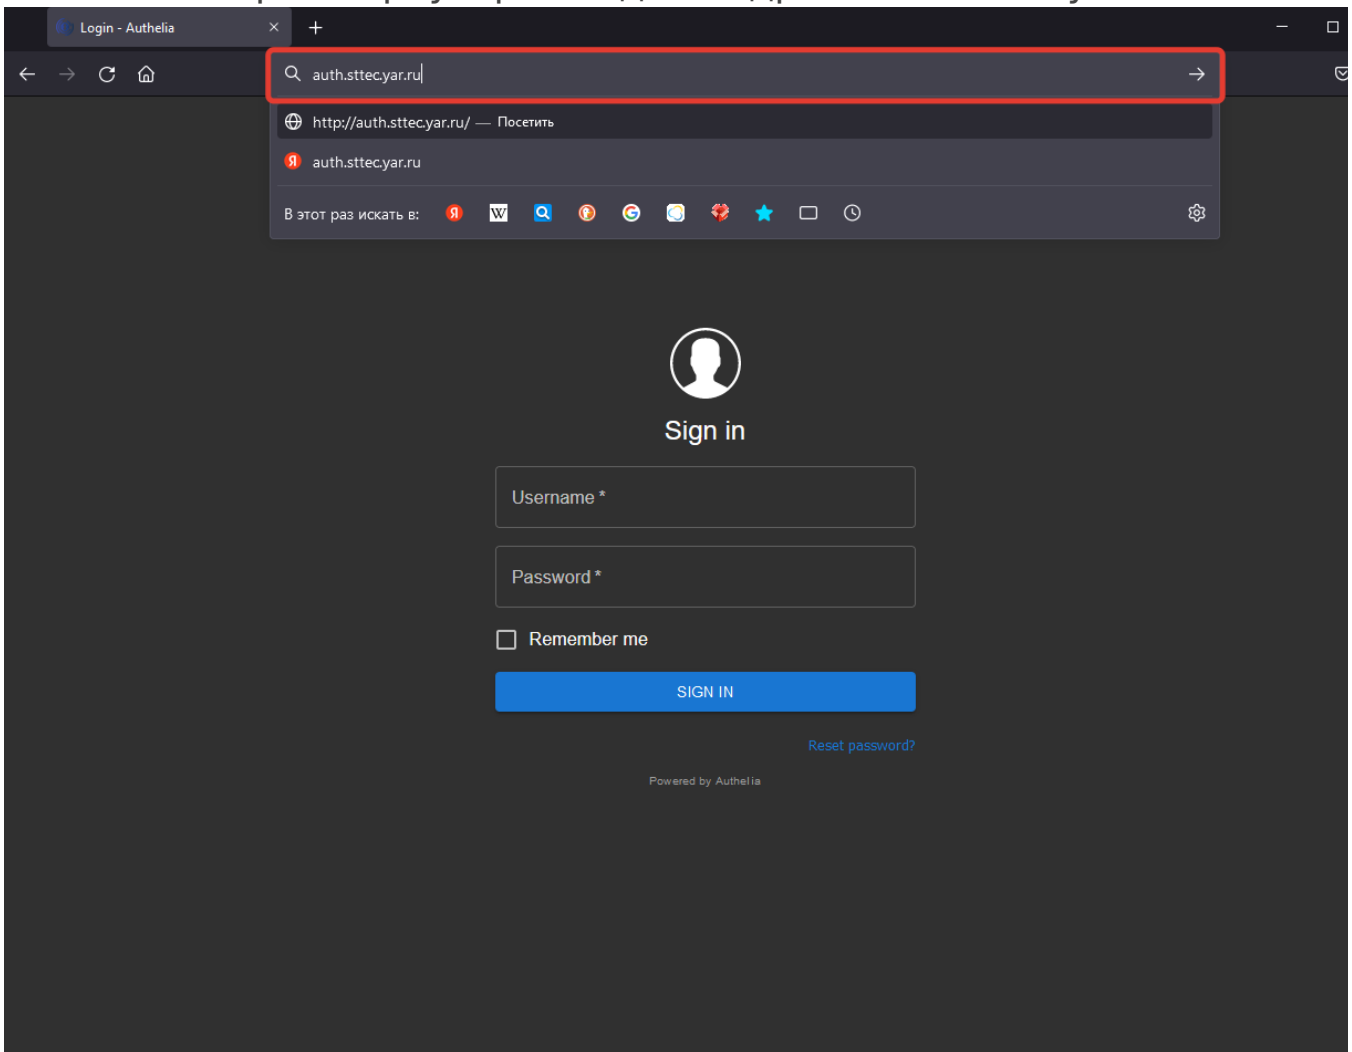 Login - Authelia
auth.sttec.yar.ru
http://auth.sttec.yar.ru/ — Посетить
auth.sttec.yar.ru
В этот раз искать в:
Sign in
Username *
Password *
Remember me
SIGN IN
Reset password?
Powered by Authelia